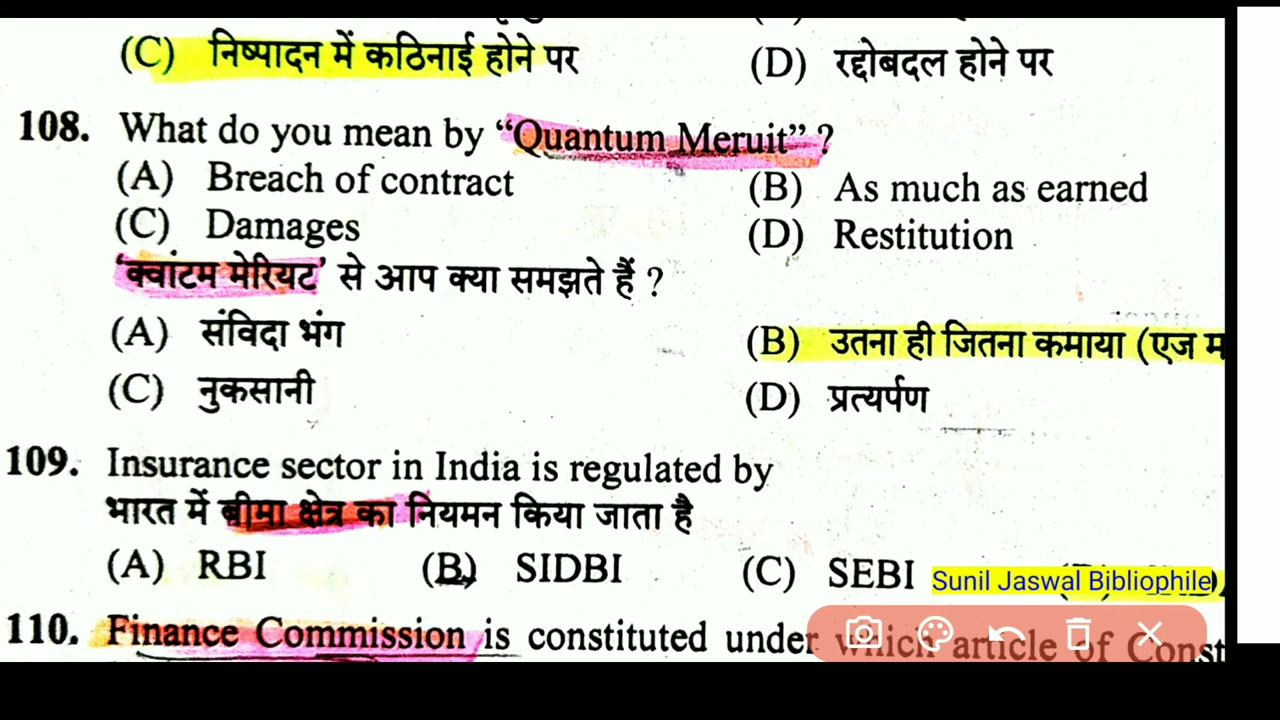 (C) निष्पादन में कठिनाई होने पर (D) रद्दोबदल होने पर
108. What do you mean by “Quantum Meruit” ?
(A) Breach of contract (B) As much as earned
(C) Damages (D) Restitution
‘क्वांटम मेरियट’ से आप क्या समझते हैं ?
(A) संविदा भंग (B) उतना ही जितना कमाया (एज म
(C) नुकसानी (D) प्रत्यर्पण
109. Insurance sector in India is regulated by
भारत में बीमा क्षेत्र का नियमन किया जाता है
(A) RBI (B) SIDBI (C) SEBI
Sunil Jaswal Bibliophile
110. Finance Commission is constituted under which article of Const